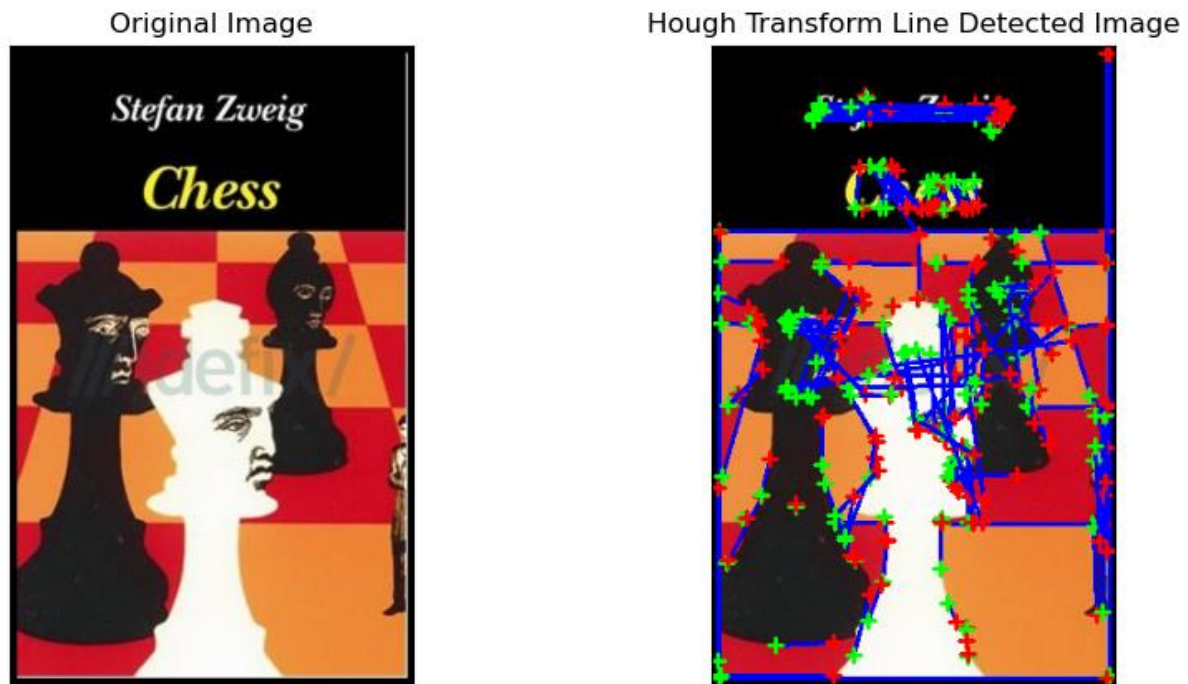 Original Image
Hough Transform Line Detected Image
Stefan Zweig
Chess